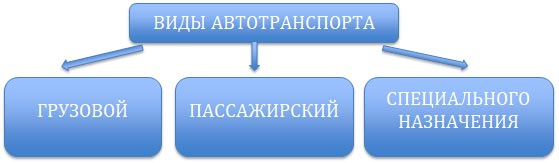 ВИДЫ АВТОТРАНСПОРТА
ГРУЗОВОЙ
ПАССАЖИРСКИЙ
СПЕЦИАЛЬНОГО
НАЗНАЧЕНИЯ